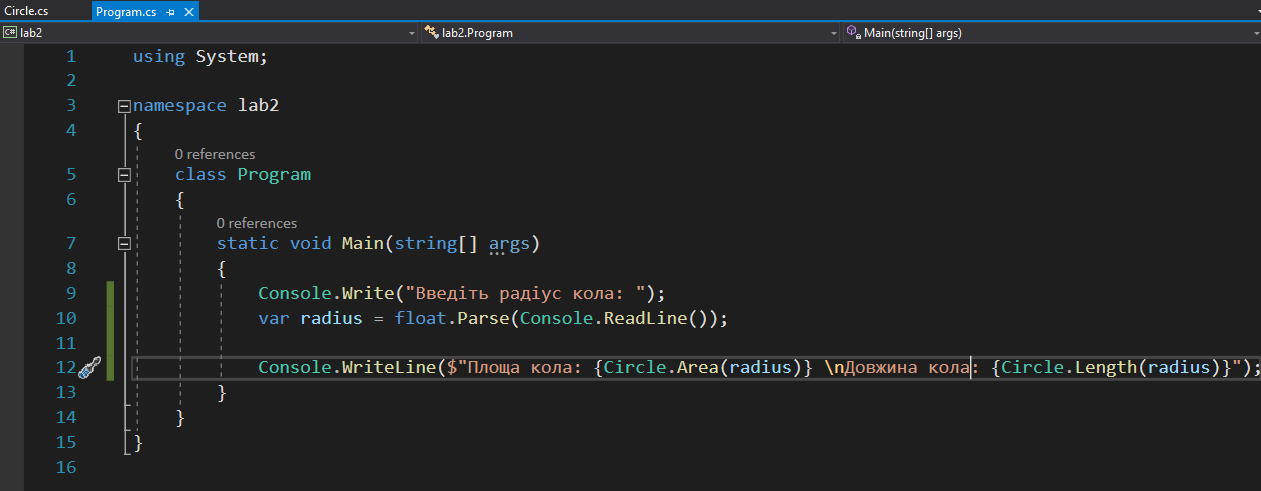 Circle.cs Program.cs
C# lab2 lab2.Program Main(string[] args)
1 using System;
2
3 namespace lab2
4 {
0 references
5 class Program
6 {
0 references
7 static void Main(string[] args)
8 {
9 Console.Write("Введіть радіус кола: ");
10 var radius = float.Parse(Console.ReadLine());
11
12 Console.WriteLine($"Площа кола: {Circle.Area(radius)} \nДовжина кола: {Circle.Length(radius)}");
13 }
14 }
15 }
16